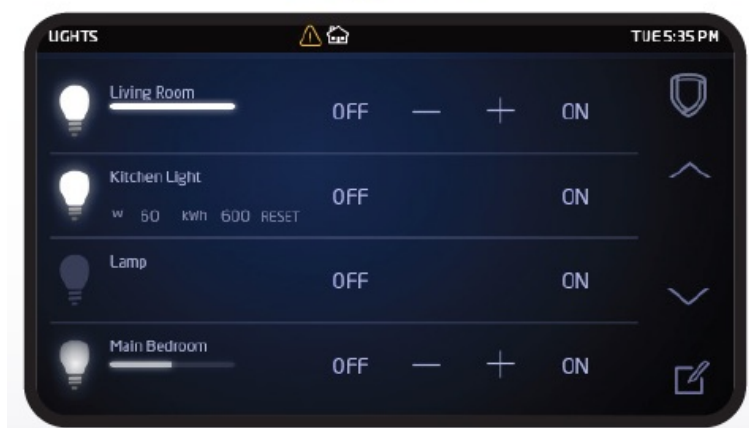 LIGHTS TUE 5:35 PM
Living Room
OFF — + ON
Kitchen Light
OFF ON
W 60 kWh 600 RESET
Lamp
OFF ON
Main Bedroom
OFF — + ON